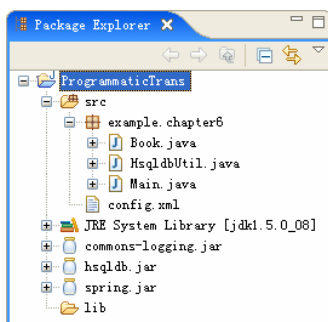 Package Explorer
ProgrammaticTrans
src
example.chapter6
Book.java
HsqldbUtil.java
Main.java
config.xml
JRE System Library [jdk1.5.0_08]
commons-logging.jar
hsqldb.jar
spring.jar
lib